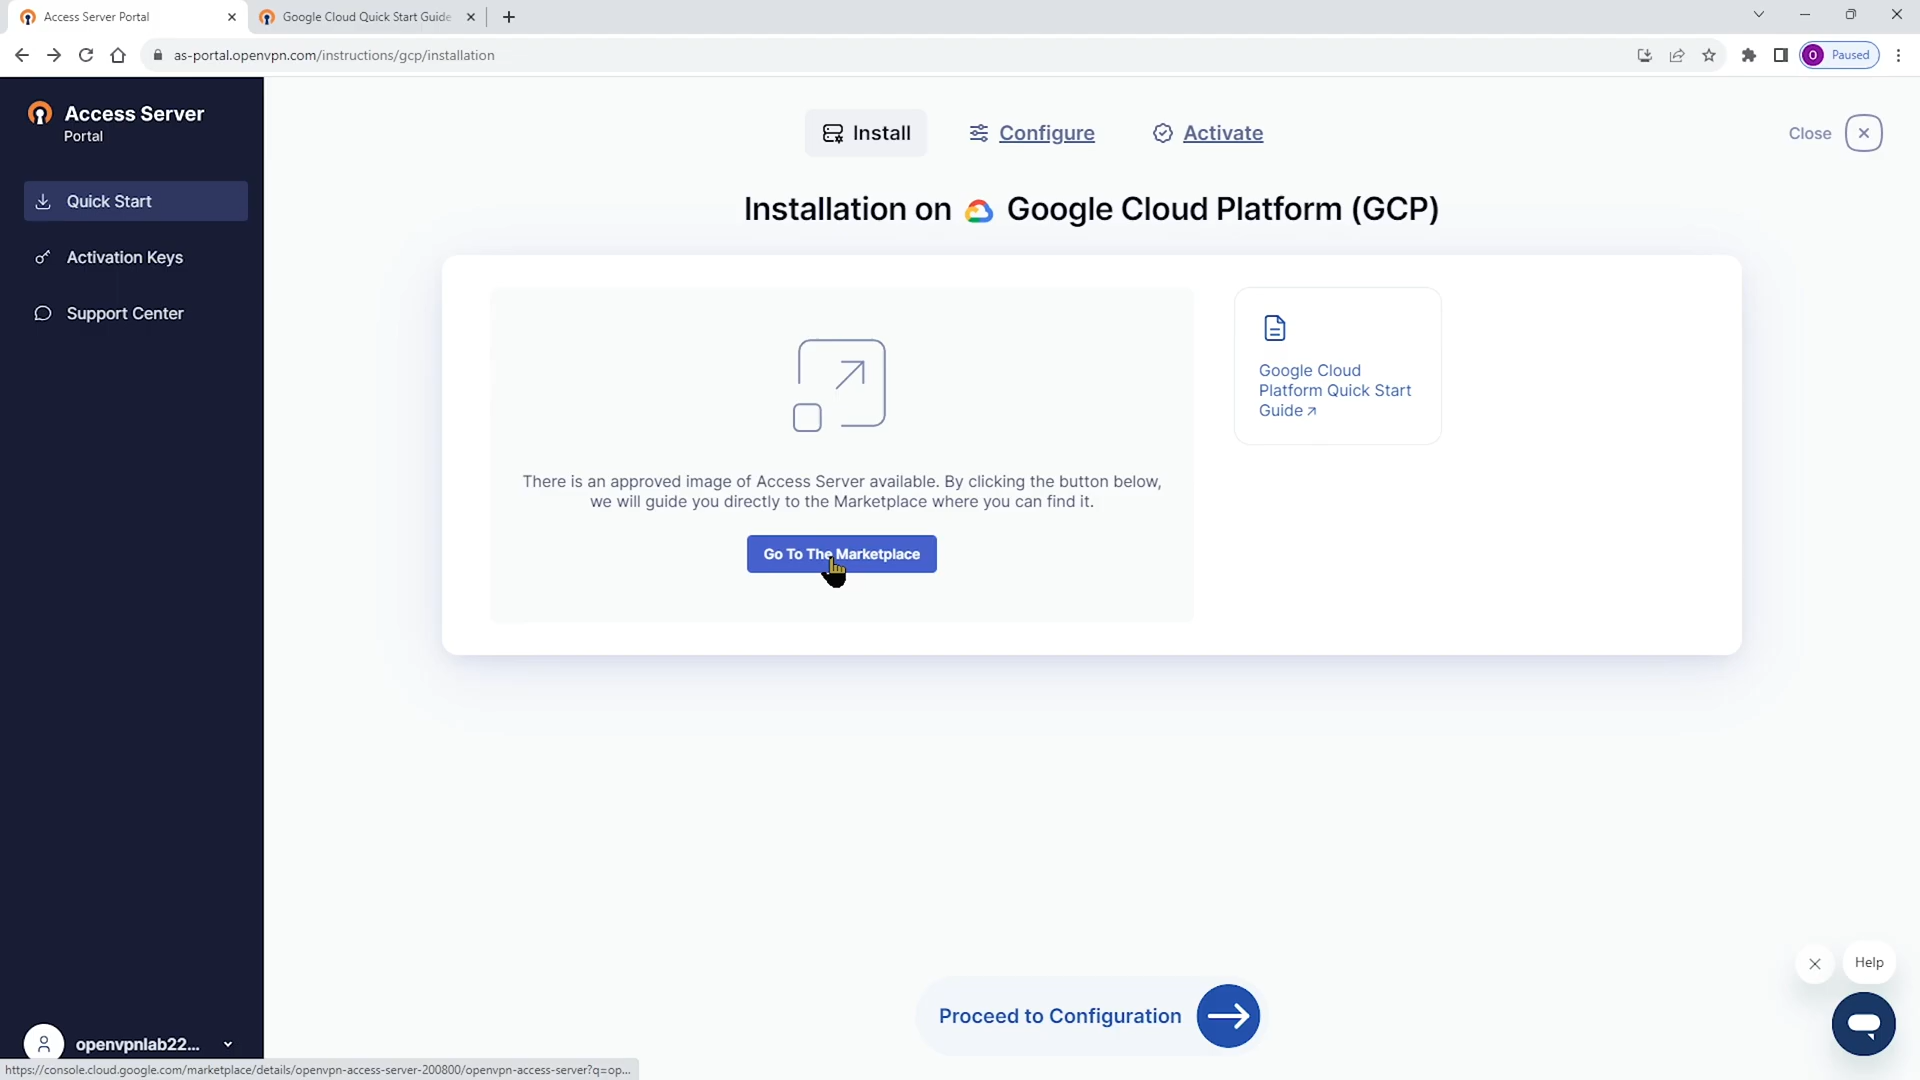 Access Server Portal
Google Cloud Quick Start Guide
as-portal.openvpn.com/instructions/gcp/installation
O
Paused
Access Server
Portal
Quick Start
Activation Keys
Support Center
Install
Configure
Activate
Close
Installation on Google Cloud Platform (GCP)
There is an approved image of Access Server available. By clicking the button below,
we will guide you directly to the Marketplace where you can find it.
Go To The Marketplace
Google Cloud
Platform Quick Start
Guide
Proceed to Configuration
Help
openvpnlab22...
https://console.cloud.google.com/marketplace/details/openvpn-access-server-200800/openvpn-access-server?q=op...